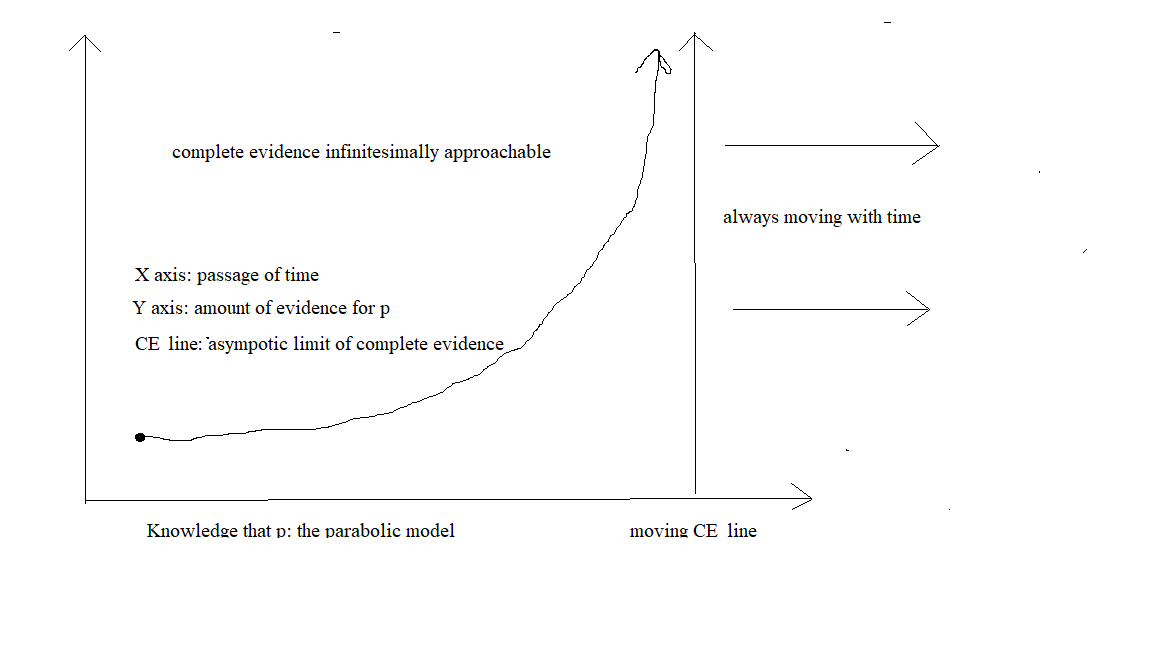 complete evidence infinitesimally approachable
always moving with time
X axis: passage of time
Y axis: amount of evidence for p
CE line: asympotic limit of complete evidence
Knowledge that p: the parabolic model
moving CE line